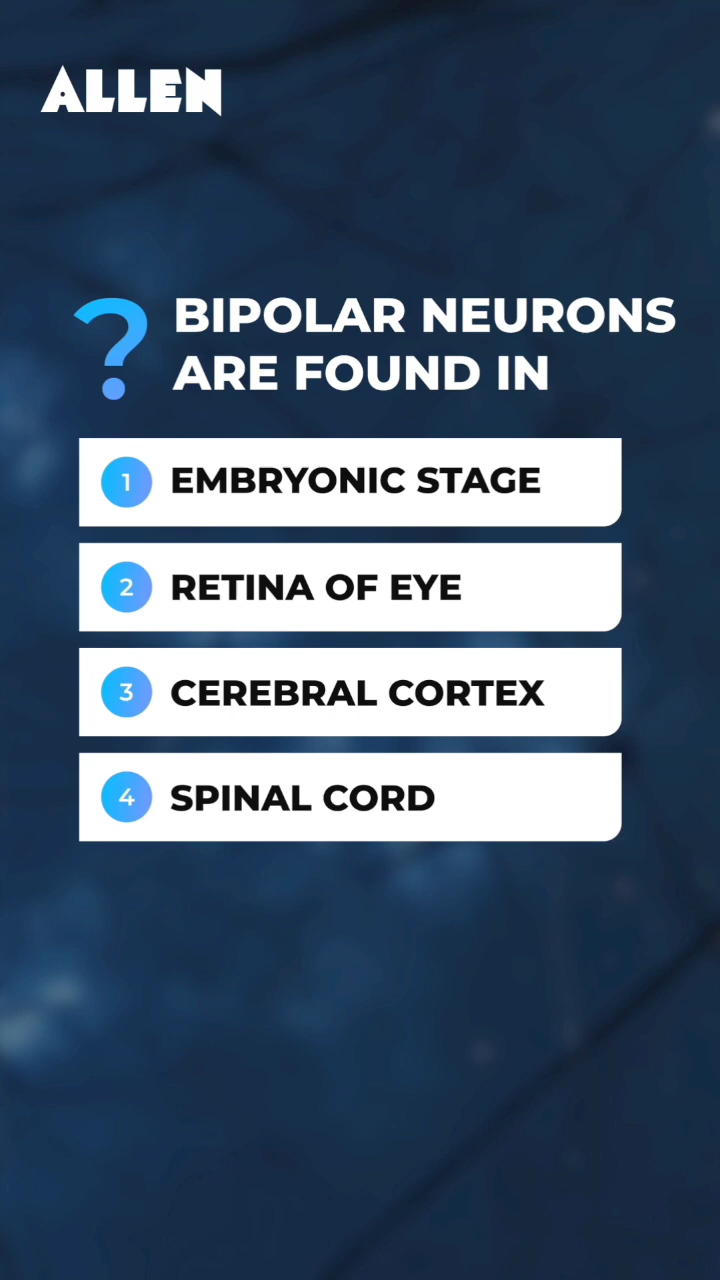 ALLEN
?
BIPOLAR NEURONS
ARE FOUND IN
1 EMBRYONIC STAGE
2 RETINA OF EYE
3 CEREBRAL CORTEX
4 SPINAL CORD